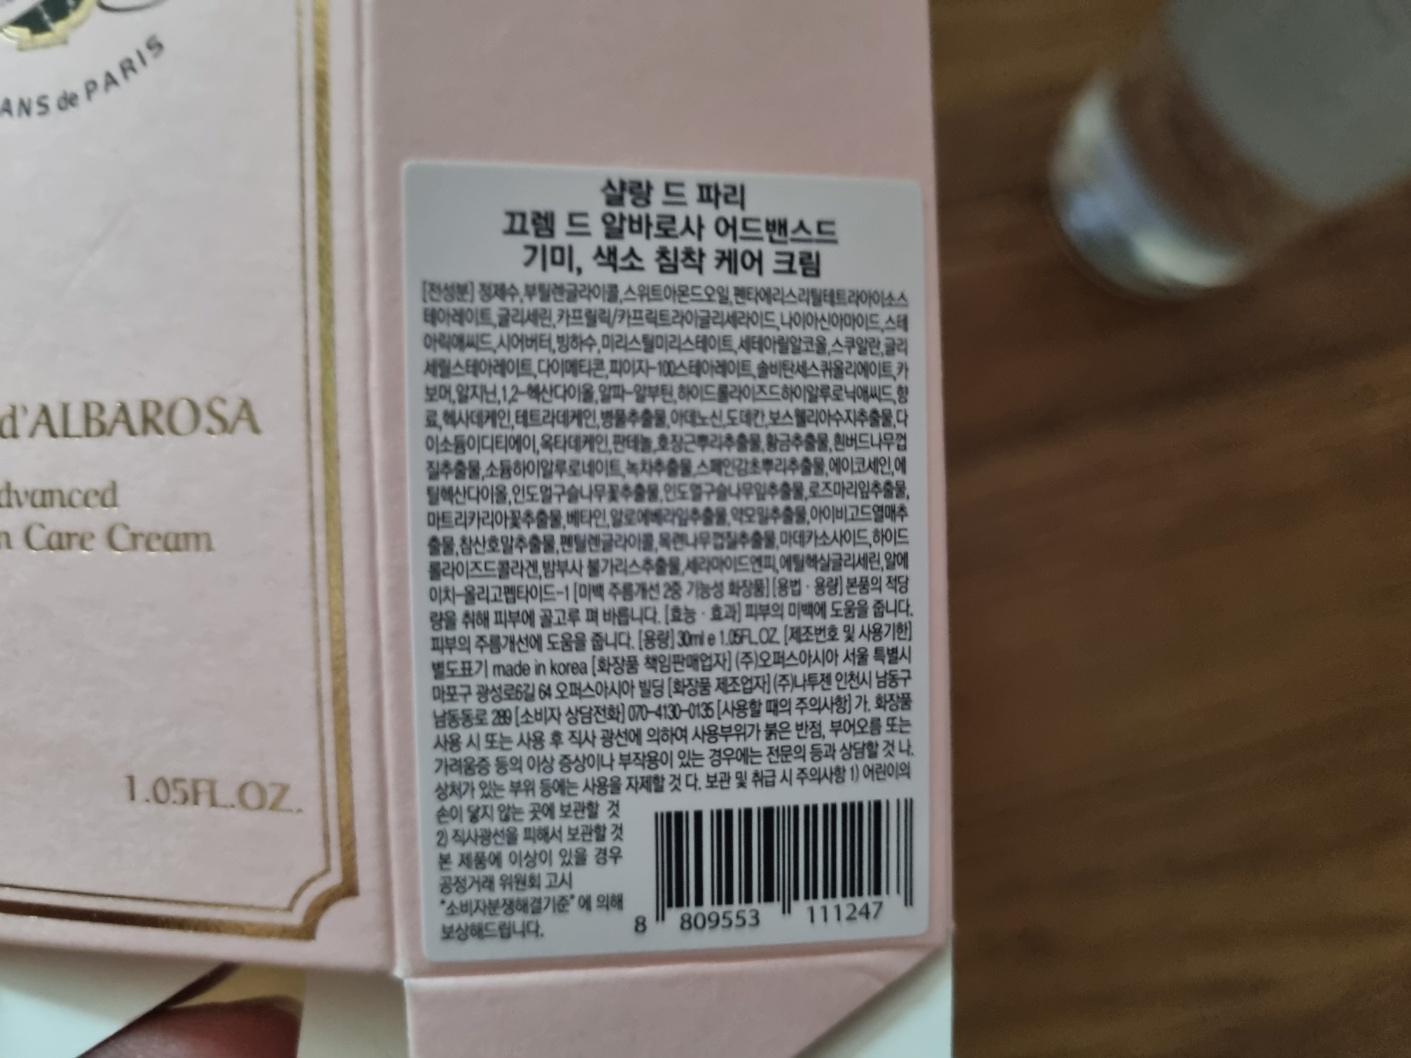 ANS de PARIS
d'ALBAROSA
dvanced
n Care Cream
1.05FL.OZ.
샬랑 드 파리
끄렘 드 알바로사 어드밴스드
기미, 색소 침착 케어 크림
[전성분] 정제수,부틸렌글라이콜,스위트아몬드오일,펜타에리스리틸테트라아이소스
테아레이트,글리세린,카프릴릭/카프릭트라이글리세라이드,나이아신아마이드,스테
아릭애씨드,시어버터,빙하수,미리스틸미리스테이트,세테아릴알코올,스쿠알란,글리
세릴스테아레이트,다이메티콘,피이지-100스테아레이트,솔비탄세스퀴올리에이트,카
보머,알지닌,1,2-헥산다이올,알파-알부틴,하이드롤라이즈드하이알루로닉애씨드,향
료,헥사데케인,테트라데케인,병풀추출물,아데노신,도데칸,보스웰리아수지추출물,다
이소듐이디티에이,옥타데케인,판테놀,호장근뿌리추출물,황금추출물,흰버드나무껍
질추출물,소듐하이알루로네이트,녹차추출물,스페인감초뿌리추출물,에이코세인,에
틸헥산다이올,인도멀구슬나무꽃추출물,인도멀구슬나무잎추출물,로즈마리잎추출물,
마트리카리아꽃추출물,베타인,알로에베라잎추출물,약모밀추출물,아이비고드열매추
출물,참산호말추출물,펜틸렌글라이콜,목련나무껍질추출물,마데카소사이드,하이드
롤라이즈드콜라겐,밤부사 불가리스추출물,세라마이드엔피,에틸헥실글리세린,알에
이치-올리고펩타이드-1 [미백 주름개선 2중 기능성 화장품] [용법 · 용량] 본품의 적당
량을 취해 피부에 골고루 펴 바릅니다. [효능 · 효과] 피부의 미백에 도움을 줍니다.
피부의 주름개선에 도움을 줍니다. [용량] 30ml e 1.05FL.OZ. [제조번호 및 사용기한]
별도표기 made in korea [화장품 책임판매업자] (주)오퍼스아시아 서울 특별시
마포구 광성로6길 64 오퍼스아시아 빌딩 [화장품 제조업자] (주)나투젠 인천시 남동구
남동동로 289 [소비자 상담전화] 070-4130-0135 [사용할 때의 주의사항] 가. 화장품
사용 시 또는 사용 후 직사 광선에 의하여 사용부위가 붉은 반점, 부어오름 또는
가려움증 등의 이상 증상이나 부작용이 있는 경우에는 전문의 등과 상담할 것 나.
상처가 있는 부위 등에는 사용을 자제할 것 다. 보관 및 취급 시 주의사항 1) 어린이의
손이 닿지 않는 곳에 보관할 것
2) 직사광선을 피해서 보관할 것
본 제품에 이상이 있을 경우
공정거래 위원회 고시
"소비자분쟁해결기준" 에 의해
보상해드립니다.
8 809553 111247